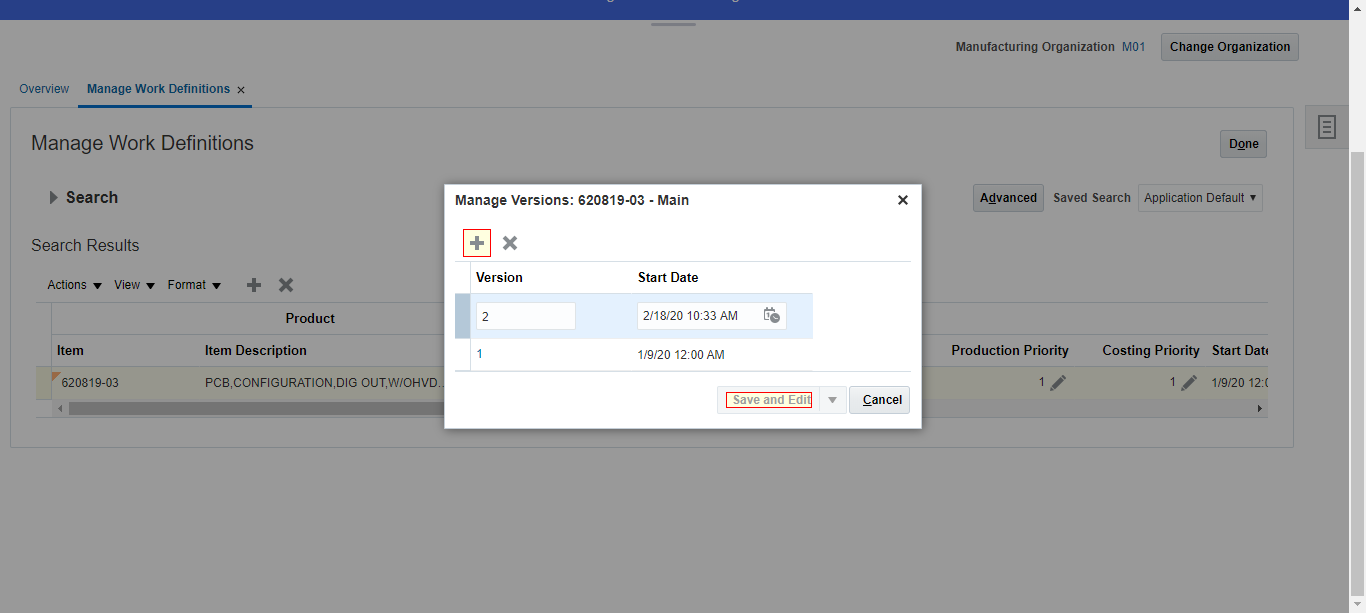 Manufacturing Organization M01 Change Organization
Overview Manage Work Definitions
Manage Work Definitions Done
Search Advanced Saved Search Application Default
Search Results
Actions View Format
Product
Item Item Description Production Priority Costing Priority Start Date
620819-03 PCB,CONFIGURATION,DIG OUT,W/OHVD... 1 1 1/9/20 12:0
Manage Versions: 620819-03 - Main
Version Start Date
2 2/18/20 10:33 AM
1 1/9/20 12:00 AM
Save and Edit Cancel